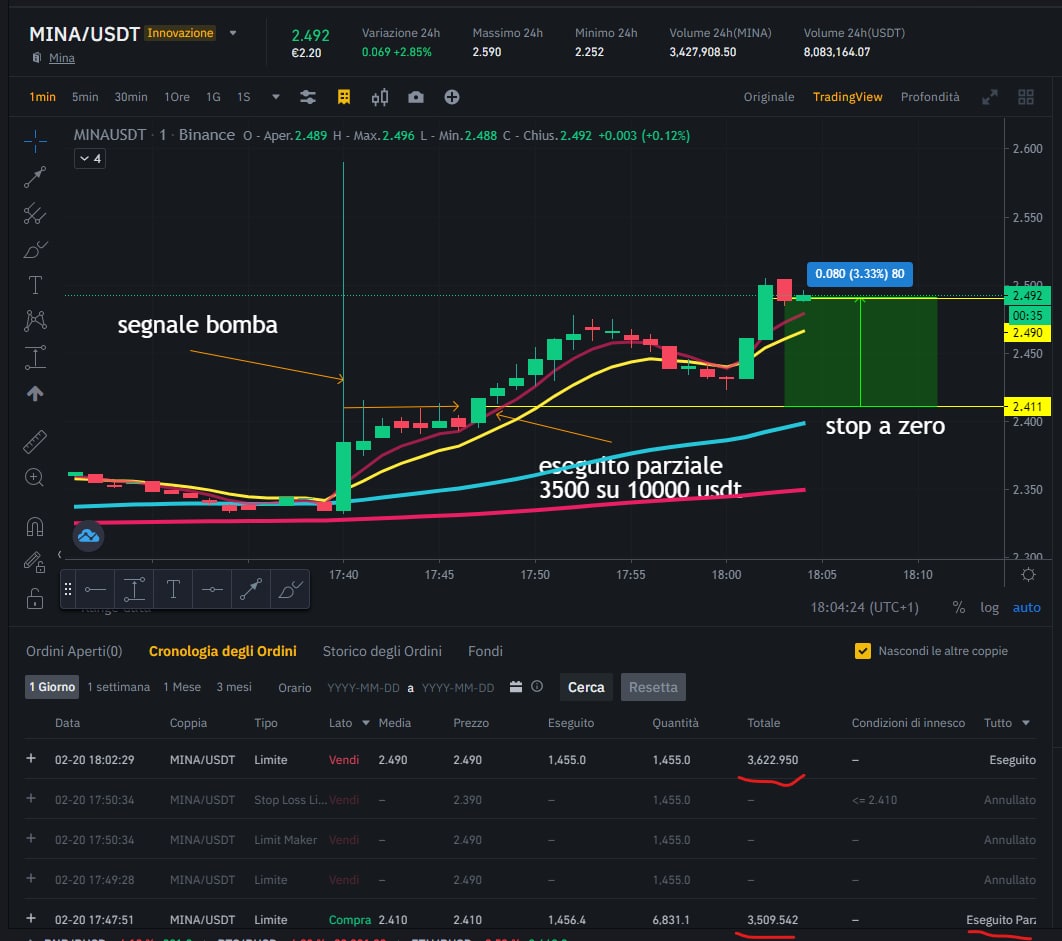 MINA/USDT Innovazione
Mina
2.492
€2.20
Variazione 24h
0.069 +2.85%
Massimo 24h
2.590
Minimo 24h
2.252
Volume 24h(MINA)
3,427,908.50
Volume 24h(USDT)
8,083,164.07
1min 5min 30min 1Ore 1G 1S
Originale TradingView Profondità
MINAUSDT · 1 · Binance O - Aper.2.489 H - Max.2.496 L - Min.2.488 C - Chius.2.492 +0.003 (+0.12%)
4
2.600
2.550
0.080 (3.33%) 80
2.500
2.492
00:35
2.490
segnale bomba
2.450
2.411
2.400
stop a zero
eseguito parziale
3500 su 10000 usdt
2.350
2.300
17:40 17:45 17:50 17:55 18:00 18:05 18:10
18:04:24 (UTC+1) % log auto
Ordini Aperti(0) Cronologia degli Ordini Storico degli Ordini Fondi Nascondi le altre coppie
1 Giorno 1 settimana 1 Mese 3 mesi Orario YYYY-MM-DD a YYYY-MM-DD Cerca Resetta
Data Coppia Tipo Lato Media Prezzo Eseguito Quantità Totale Condizioni di innesco Tutto
+ 02-20 18:02:29 MINA/USDT Limite Vendi 2.490 2.490 1,455.0 1,455.0 3,622.950 – Eseguito
+ 02-20 17:50:34 MINA/USDT Stop Loss Li... Vendi – 2.390 – 1,455.0 – <= 2.410 Annullato
+ 02-20 17:50:34 MINA/USDT Limit Maker Vendi – 2.490 – 1,455.0 – – Annullato
+ 02-20 17:49:28 MINA/USDT Limite Vendi – 2.490 – 1,455.0 – – Annullato
+ 02-20 17:47:51 MINA/USDT Limite Compra 2.410 2.410 1,456.4 6,831.1 3,509.542 – Eseguito Par